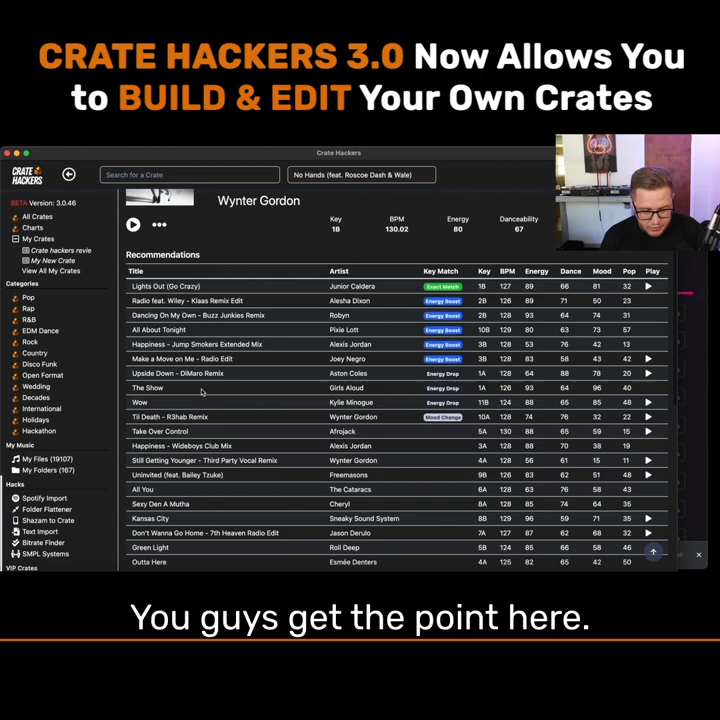 CRATE HACKERS 3.0 Now Allows You
to BUILD & EDIT Your Own Crates
Crate Hackers
CRATE
HACKERS
Search for a Crate
No Hands (feat. Roscoe Dash & Wale)
BETA Version: 3.0.46
All Crates
Charts
My Crates
Crate hackers revie
My New Crate
View All My Crates
Categories
Pop
Rap
R&B
EDM Dance
Rock
Country
Disco Funk
Open Format
Wedding
Decades
International
Holidays
Hackathon
My Music
My Files (19107)
My Folders (167)
Hacks
Spotify Import
Folder Flattener
Shazam to Crate
Text Import
Bitrate Finder
SMPL Systems
VIP Crates
Wynter Gordon
Key BPM Energy Danceability
1B 130.02 80 67
Recommendations
Title Artist Key Match Key BPM Energy Dance Mood Pop Play
Lights Out (Go Crazy) Junior Caldera Exact Match 1B 127 89 66 81 32
Radio feat. Wiley - Klaas Remix Edit Alesha Dixon Energy Boost 2B 126 89 71 50 23
Dancing On My Own - Buzz Junkies Remix Robyn Energy Boost 2B 128 93 64 74 31
All About Tonight Pixie Lott Energy Boost 10B 129 80 63 73 57
Happiness - Jump Smokers Extended Mix Alexis Jordan Energy Boost 3B 128 53 76 42 13
Make a Move on Me - Radio Edit Joey Negro Energy Boost 3B 128 83 58 43 42
Upside Down - DiMaro Remix Aston Coles Energy Drop 1A 128 64 88 78 20
The Show Girls Aloud Energy Drop 1A 126 93 64 96 40
Wow Kylie Minogue Energy Drop 11B 124 88 65 85 48
Til Death - R3hab Remix Wynter Gordon Mood Change 10A 128 74 76 32 22
Take Over Control Afrojack 5A 130 88 65 59 15
Happiness - Wideboys Club Mix Alexis Jordan 3A 128 88 70 38 19
Still Getting Younger - Third Party Vocal Remix Wynter Gordon 4A 128 56 61 15 11
Uninvited (feat. Bailey Tzuke) Freemasons 9B 126 83 62 51 48
All You The Cataracs 6A 128 63 76 58 43
Sexy Den A Mutha Cheryl 8A 128 85 74 64 35
Kansas City Sneaky Sound System 8B 129 96 59 71 35
Don't Wanna Go Home - 7th Heaven Radio Edit Jason Derulo 7A 127 87 62 68 32
Green Light Roll Deep 5B 124 85 66 58 46
Outta Here Esmée Denters 4A 125 82 65 42 50
You guys get the point here.